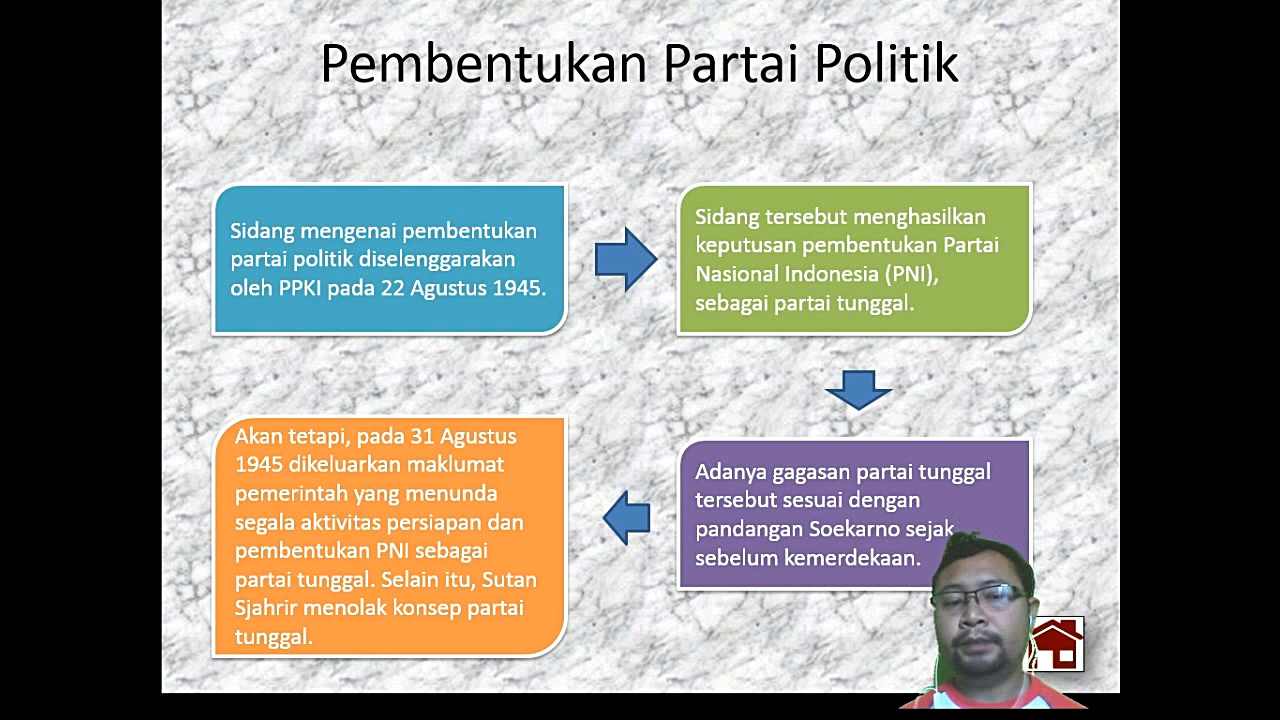 Pembentukan Partai Politik
Sidang mengenai pembentukan
partai politik diselenggarakan
oleh PPKI pada 22 Agustus 1945.
Sidang tersebut menghasilkan
keputusan pembentukan Partai
Nasional Indonesia (PNI),
sebagai partai tunggal.
Adanya gagasan partai tunggal
tersebut sesuai dengan
pandangan Soekarno sejak
sebelum kemerdekaan.
Akan tetapi, pada 31 Agustus
1945 dikeluarkan maklumat
pemerintah yang menunda
segala aktivitas persiapan dan
pembentukan PNI sebagai
partai tunggal. Selain itu, Sutan
Sjahrir menolak konsep partai
tunggal.